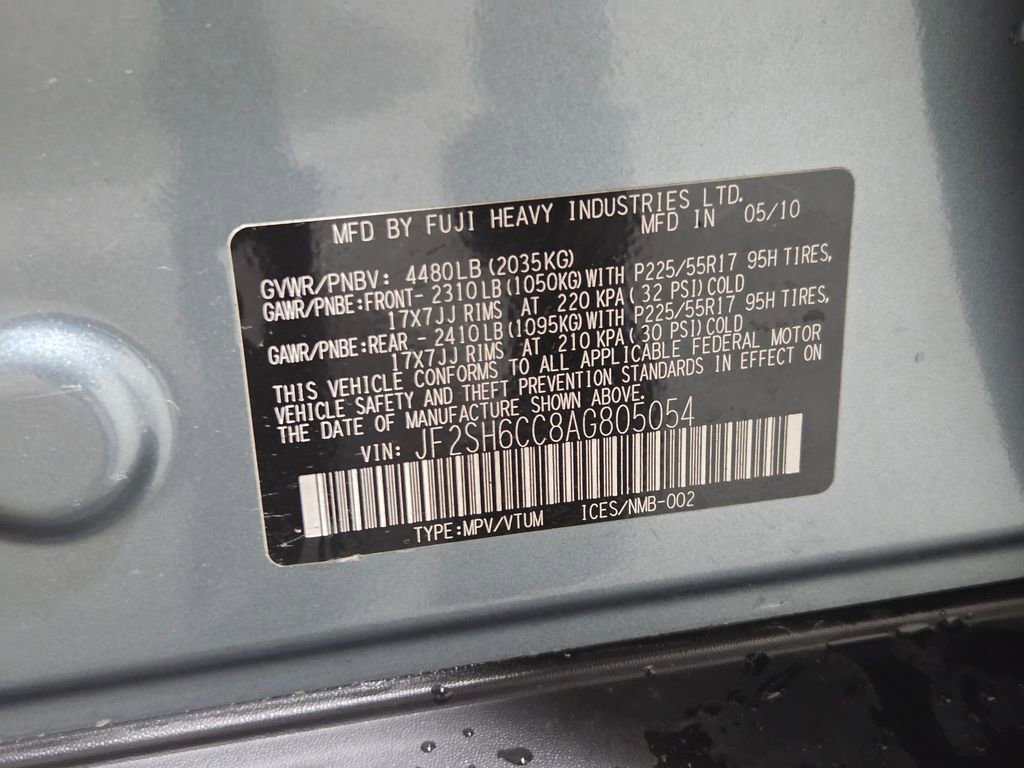 MFD BY FUJI HEAVY INDUSTRIES LTD.
MFD IN 05/10
GVWR/PNBV: 4480LB (2035KG)
GAWR/PNBE:FRONT- 2310LB(1050KG)WITH P225/55R17 95H TIRES,
17X7JJ RIMS AT 220 KPA( 32 PSI)COLD
GAWR/PNBE:REAR - 2410LB(1095KG)WITH P225/55R17 95H TIRES,
17X7JJ RIMS AT 210 KPA( 30 PSI)COLD
THIS VEHICLE CONFORMS TO ALL APPLICABLE FEDERAL MOTOR
VEHICLE SAFETY AND THEFT PREVENTION STANDARDS IN EFFECT ON
THE DATE OF MANUFACTURE SHOWN ABOVE.
VIN: JF2SH6CC8AG805054
TYPE:MPV/VTUM ICES/NMB-002